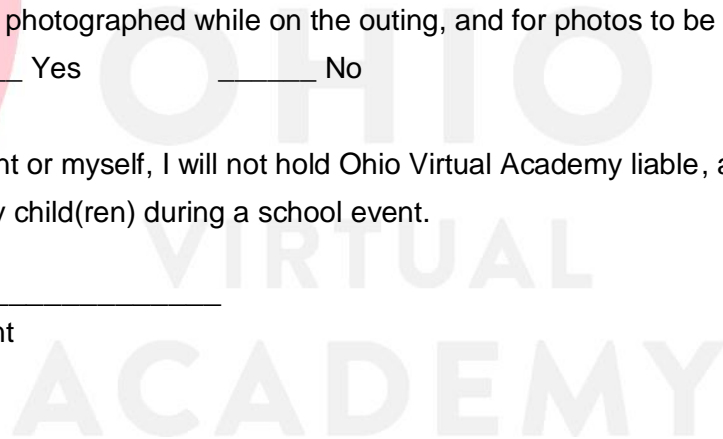 photographed while on the outing, and for photos to be
__ Yes ______ No
nt or myself, I will not hold Ohio Virtual Academy liable, a
y child(ren) during a school event.
_______________
nt
OHIO
VIRTUAL
ACADEMY